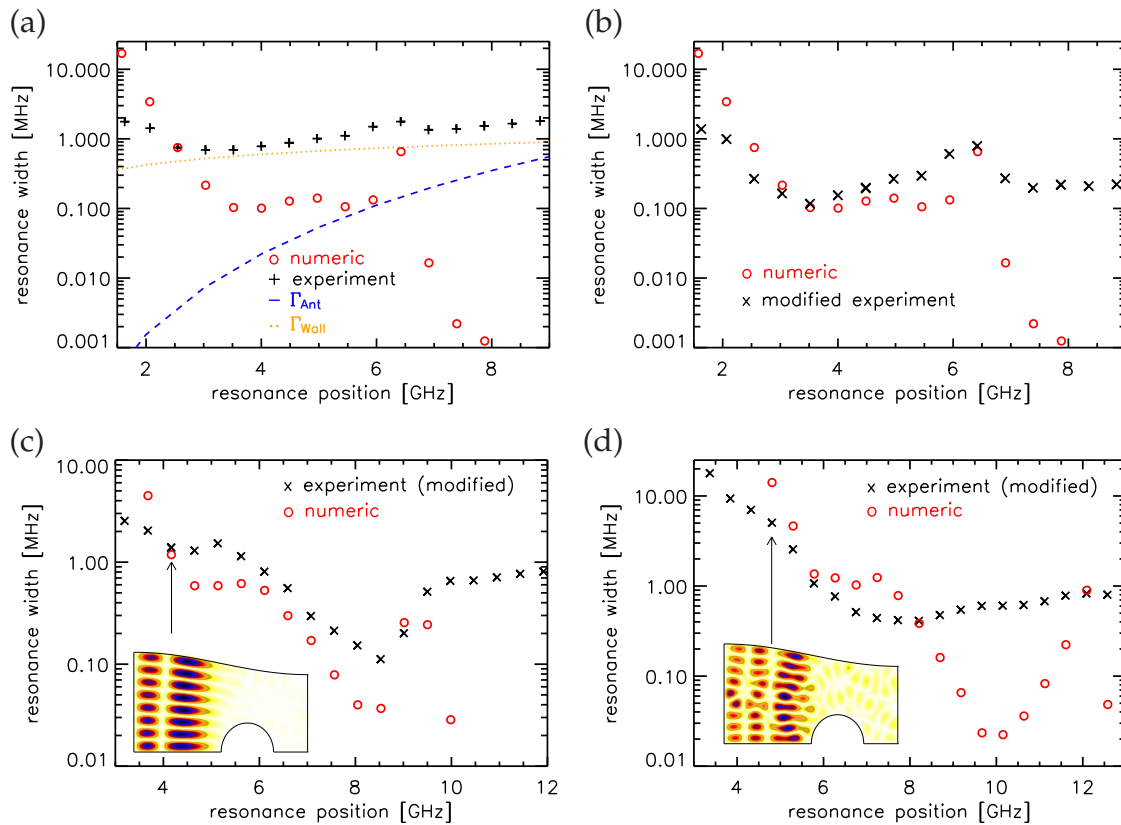 (a)
resonance width [MHz]
10.000
1.000
0.100
0.010
0.001
numeric
experiment
Γ_Ant
Γ_Wall
2 4 6 8
resonance position [GHz]
(b)
resonance width [MHz]
10.000
1.000
0.100
0.010
0.001
numeric
modified experiment
2 4 6 8
resonance position [GHz]
(c)
resonance width [MHz]
10.00
1.00
0.10
0.01
experiment (modified)
numeric
4 6 8 10 12
resonance position [GHz]
(d)
resonance width [MHz]
10.00
1.00
0.10
0.01
experiment (modified)
numeric
4 6 8 10 12
resonance position [GHz]